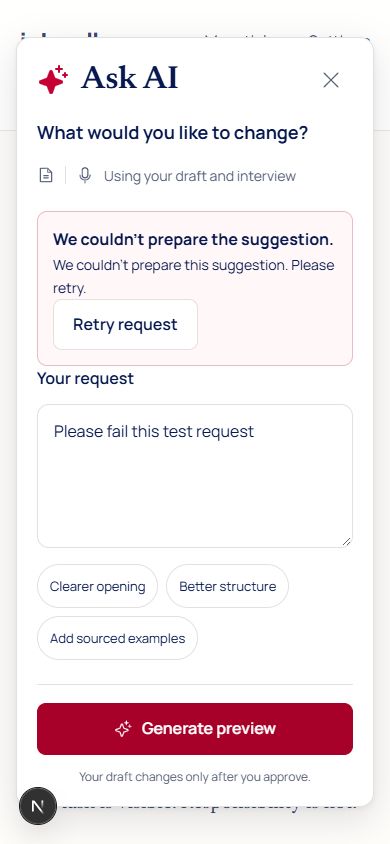 Ask AI
What would you like to change?
Using your draft and interview
We couldn't prepare the suggestion.
We couldn't prepare this suggestion. Please
retry.
Retry request
Your request
Please fail this test request
Clearer opening
Better structure
Add sourced examples
Generate preview
Your draft changes only after you approve.
N